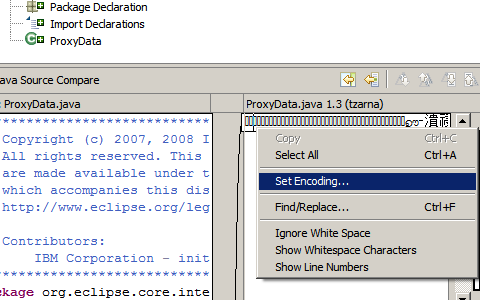 Package Declaration
Import Declarations
ProxyData
ava Source Compare
: ProxyData.java
ProxyData.java 1.3 (tzarna)
*****************************
Copyright (c) 2007, 2008 I
All rights reserved. This
are made available under t
which accompanies this dis
http://www.eclipse.org/leg
Contributors:
IBM Corporation - init
*****************************
ckage org.eclipse.core.inte
Copy Ctrl+C
Select All Ctrl+A
Set Encoding...
Find/Replace... Ctrl+F
Ignore White Space
Show Whitespace Characters
Show Line Numbers